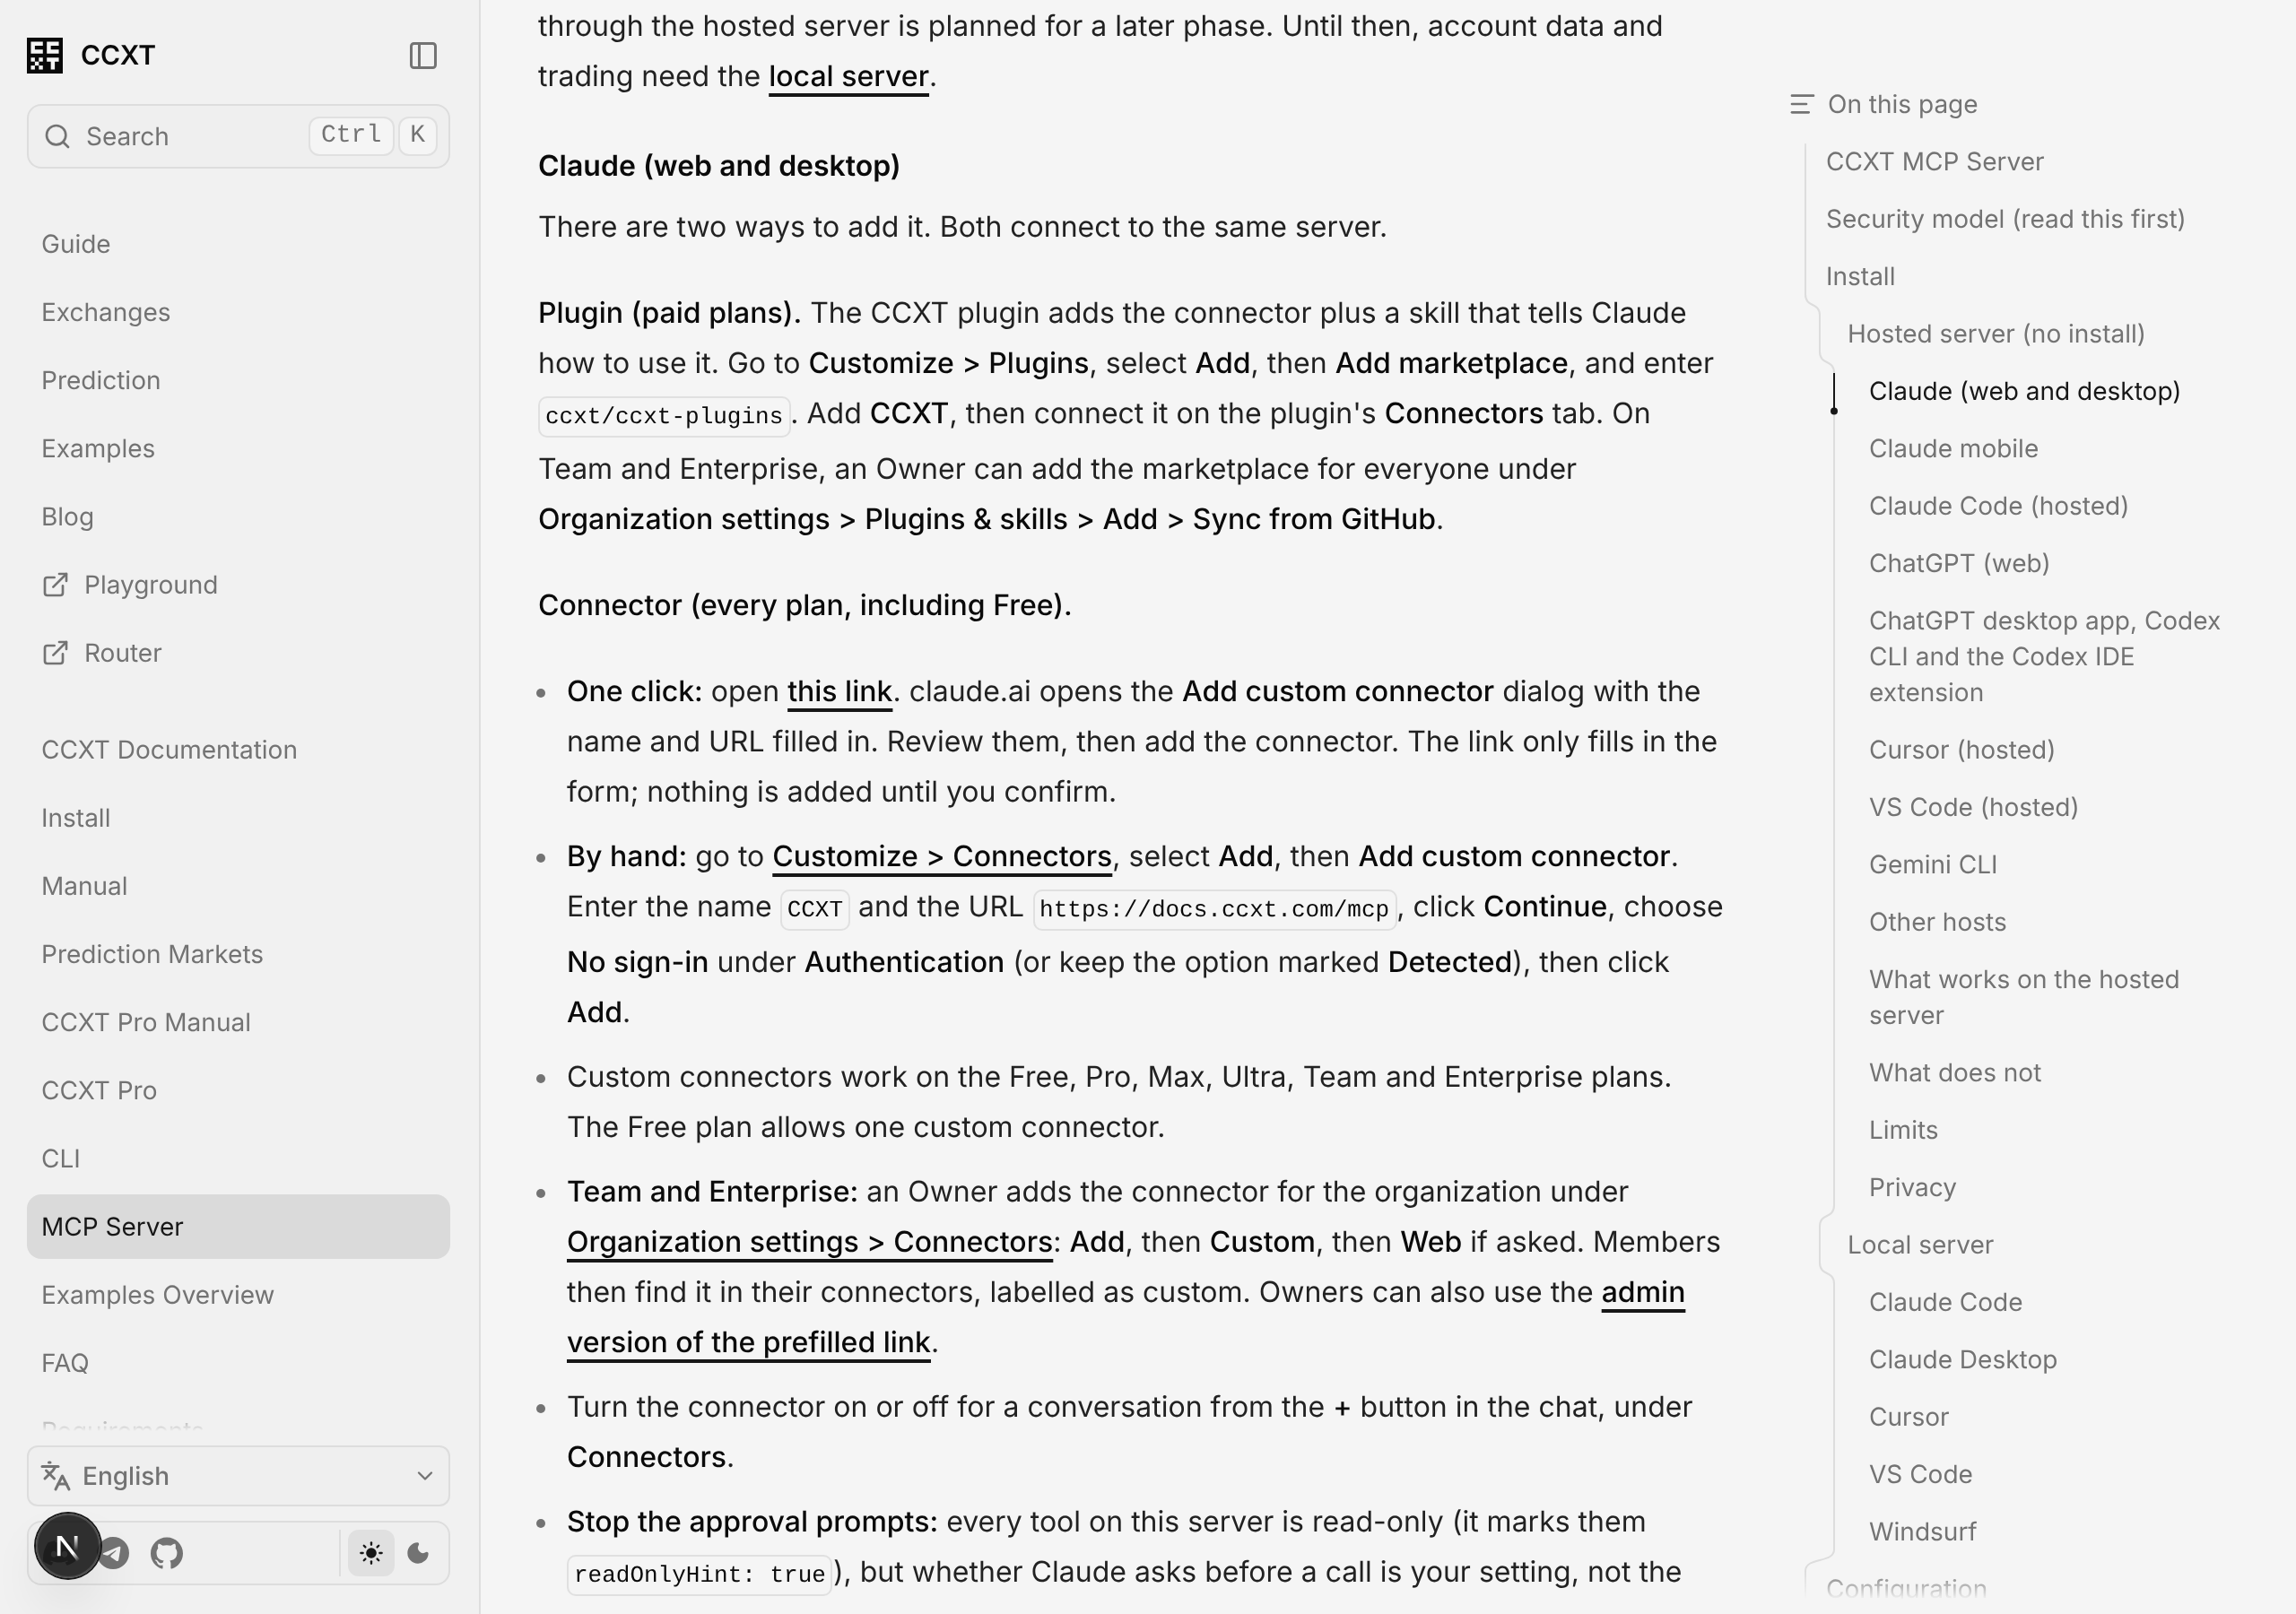 CCXT
Search Ctrl K
Guide
Exchanges
Prediction
Examples
Blog
Playground
Router
CCXT Documentation
Install
Manual
Prediction Markets
CCXT Pro Manual
CCXT Pro
CLI
MCP Server
Examples Overview
FAQ
Requirements
English
N
through the hosted server is planned for a later phase. Until then, account data and
trading need the local server.
Claude (web and desktop)
There are two ways to add it. Both connect to the same server.
Plugin (paid plans). The CCXT plugin adds the connector plus a skill that tells Claude
how to use it. Go to Customize > Plugins, select Add, then Add marketplace, and enter
ccxt/ccxt-plugins. Add CCXT, then connect it on the plugin's Connectors tab. On
Team and Enterprise, an Owner can add the marketplace for everyone under
Organization settings > Plugins & skills > Add > Sync from GitHub.
Connector (every plan, including Free).
• One click: open this link. claude.ai opens the Add custom connector dialog with the
name and URL filled in. Review them, then add the connector. The link only fills in the
form; nothing is added until you confirm.
• By hand: go to Customize > Connectors, select Add, then Add custom connector.
Enter the name CCXT and the URL https://docs.ccxt.com/mcp, click Continue, choose
No sign-in under Authentication (or keep the option marked Detected), then click
Add.
• Custom connectors work on the Free, Pro, Max, Ultra, Team and Enterprise plans.
The Free plan allows one custom connector.
• Team and Enterprise: an Owner adds the connector for the organization under
Organization settings > Connectors: Add, then Custom, then Web if asked. Members
then find it in their connectors, labelled as custom. Owners can also use the admin
version of the prefilled link.
• Turn the connector on or off for a conversation from the + button in the chat, under
Connectors.
• Stop the approval prompts: every tool on this server is read-only (it marks them
readOnlyHint: true), but whether Claude asks before a call is your setting, not the
On this page
CCXT MCP Server
Security model (read this first)
Install
Hosted server (no install)
Claude (web and desktop)
Claude mobile
Claude Code (hosted)
ChatGPT (web)
ChatGPT desktop app, Codex
CLI and the Codex IDE
extension
Cursor (hosted)
VS Code (hosted)
Gemini CLI
Other hosts
What works on the hosted
server
What does not
Limits
Privacy
Local server
Claude Code
Claude Desktop
Cursor
VS Code
Windsurf
Configuration